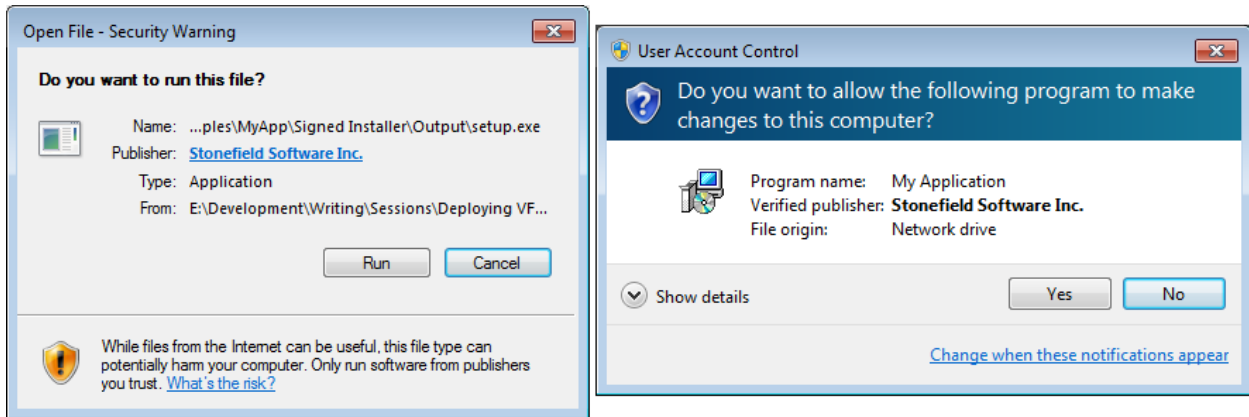 Open File - Security Warning
Do you want to run this file?
Name: ...ples\MyApp\Signed Installer\Output\setup.exe
Publisher: Stonefield Software Inc.
Type: Application
From: E:\Development\Writing\Sessions\Deploying VF...
Run Cancel
While files from the Internet can be useful, this file type can
potentially harm your computer. Only run software from publishers
you trust. What's the risk?
User Account Control
Do you want to allow the following program to make
changes to this computer?
Program name: My Application
Verified publisher: Stonefield Software Inc.
File origin: Network drive
Show details Yes No
Change when these notifications appear